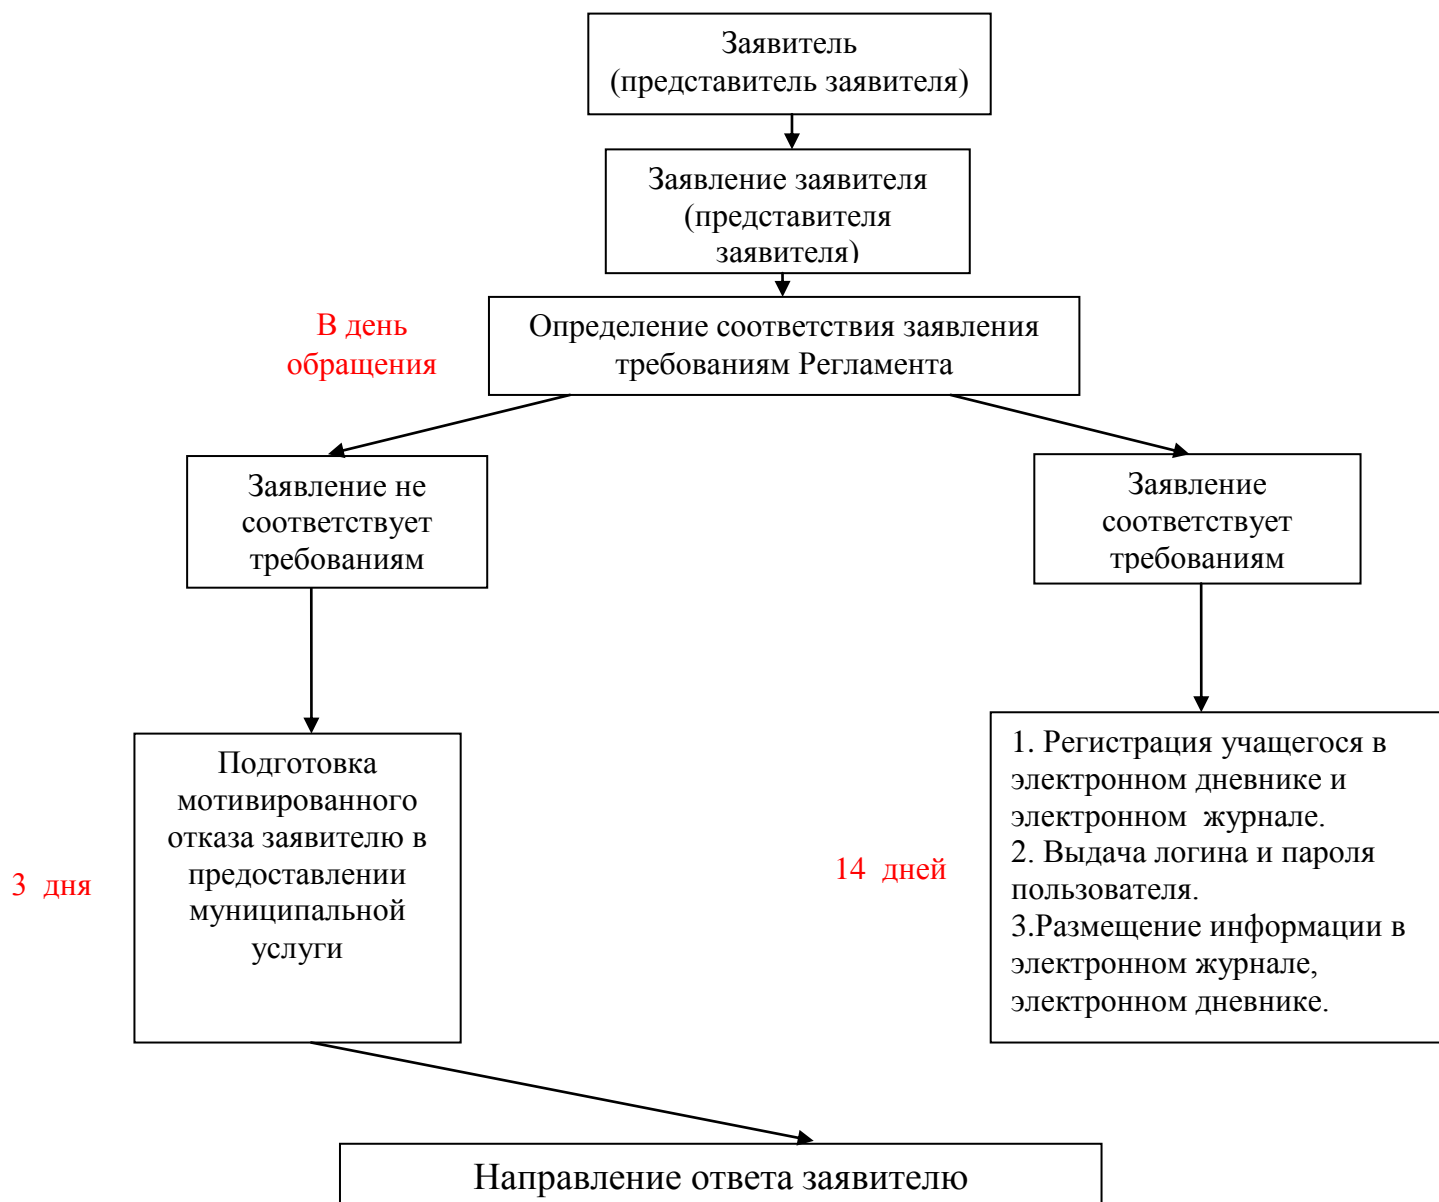 Заявитель
(представитель заявителя)
Заявление заявителя
(представителя
заявителя)
В день
обращения
Определение соответствия заявления
требованиям Регламента
Заявление не
соответствует
требованиям
Заявление
соответствует
требованиям
3 дня
Подготовка
мотивированного
отказа заявителю в
предоставлении
муниципальной
услуги
14 дней
1. Регистрация учащегося в
электронном дневнике и
электронном журнале.
2. Выдача логина и пароля
пользователя.
3.Размещение информации в
электронном журнале,
электронном дневнике.
Направление ответа заявителю